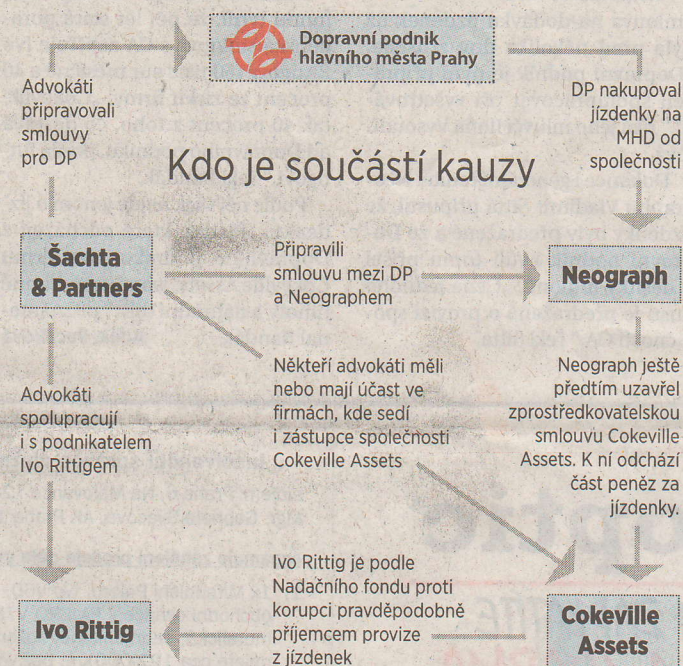 Dopravní podnik
hlavního města Prahy
Advokáti
připravovali
smlouvy
pro DP
DP nakupoval
jízdenky na
MHD od
společnosti
Kdo je součástí kauzy
Šachta
& Partners
Připravili
smlouvu mezi DP
a Neographem
Neograph
Advokáti
spolupracují
i s podnikatelem
Ivo Rittigem
Někteří advokáti měli
nebo mají účast ve
firmách, kde sedí
i zástupce společnosti
Cokeville Assets
Neograph ještě
předtím uzavřel
zprostředkovatelskou
smlouvu Cokeville
Assets. K ní odchází
část peněz za
jízdenky.
Ivo Rittig
Ivo Rittig je podle
Nadačního fondu proti
korupci pravděpodobně
příjemcem provize
z jízdenek
Cokeville
Assets